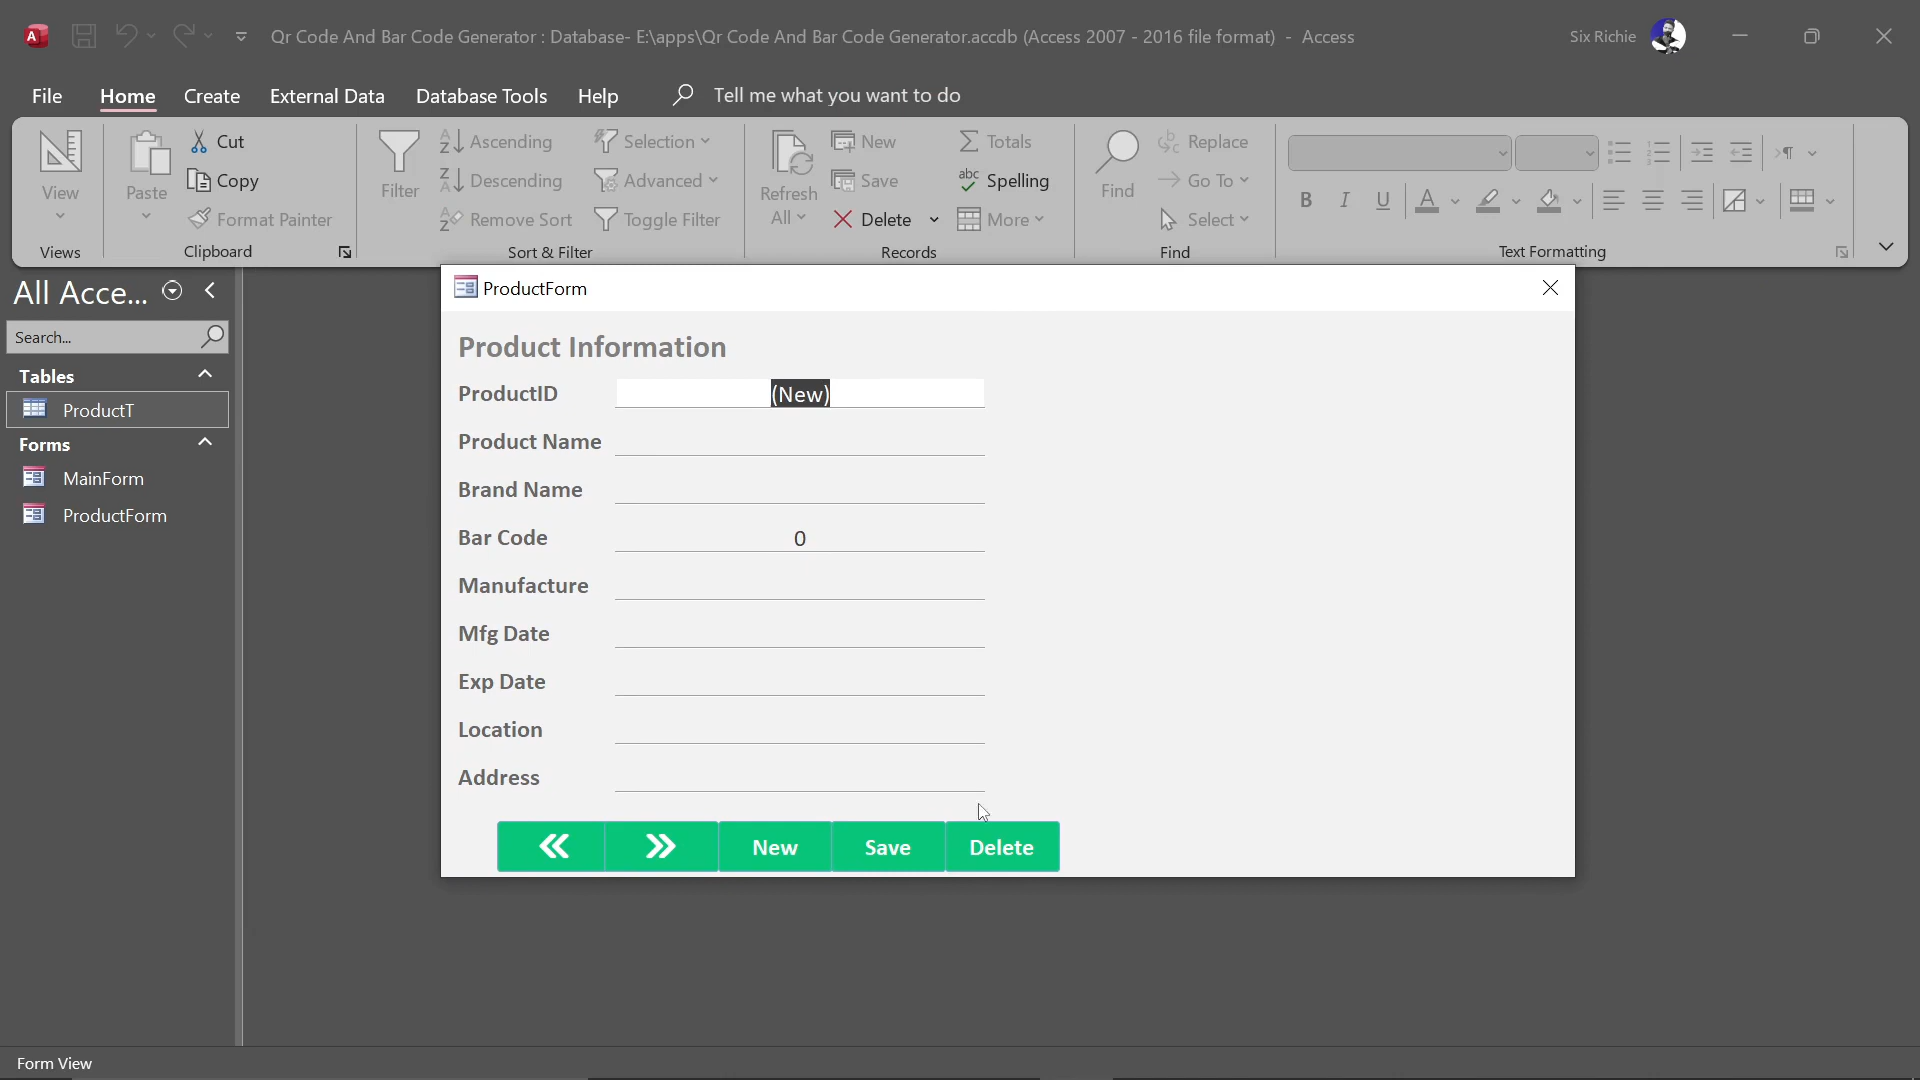 Qr Code And Bar Code Generator : Database- E:\apps\Qr Code And Bar Code Generator.accdb (Access 2007 - 2016 file format) - Access
Six Richie
File Home Create External Data Database Tools Help Tell me what you want to do
View
Views
Paste
Cut
Copy
Format Painter
Clipboard
Filter
Ascending
Descending
Remove Sort
Selection
Advanced
Toggle Filter
Sort & Filter
Refresh
All
New
Save
Delete
Totals
Spelling
More
Records
Find
Replace
Go To
Select
Find
B I U A
Text Formatting
All Acce...
Search...
Tables
ProductT
Forms
MainForm
ProductForm
ProductForm
Product Information
ProductID (New)
Product Name
Brand Name
Bar Code 0
Manufacture
Mfg Date
Exp Date
Location
Address
New Save Delete
Form View